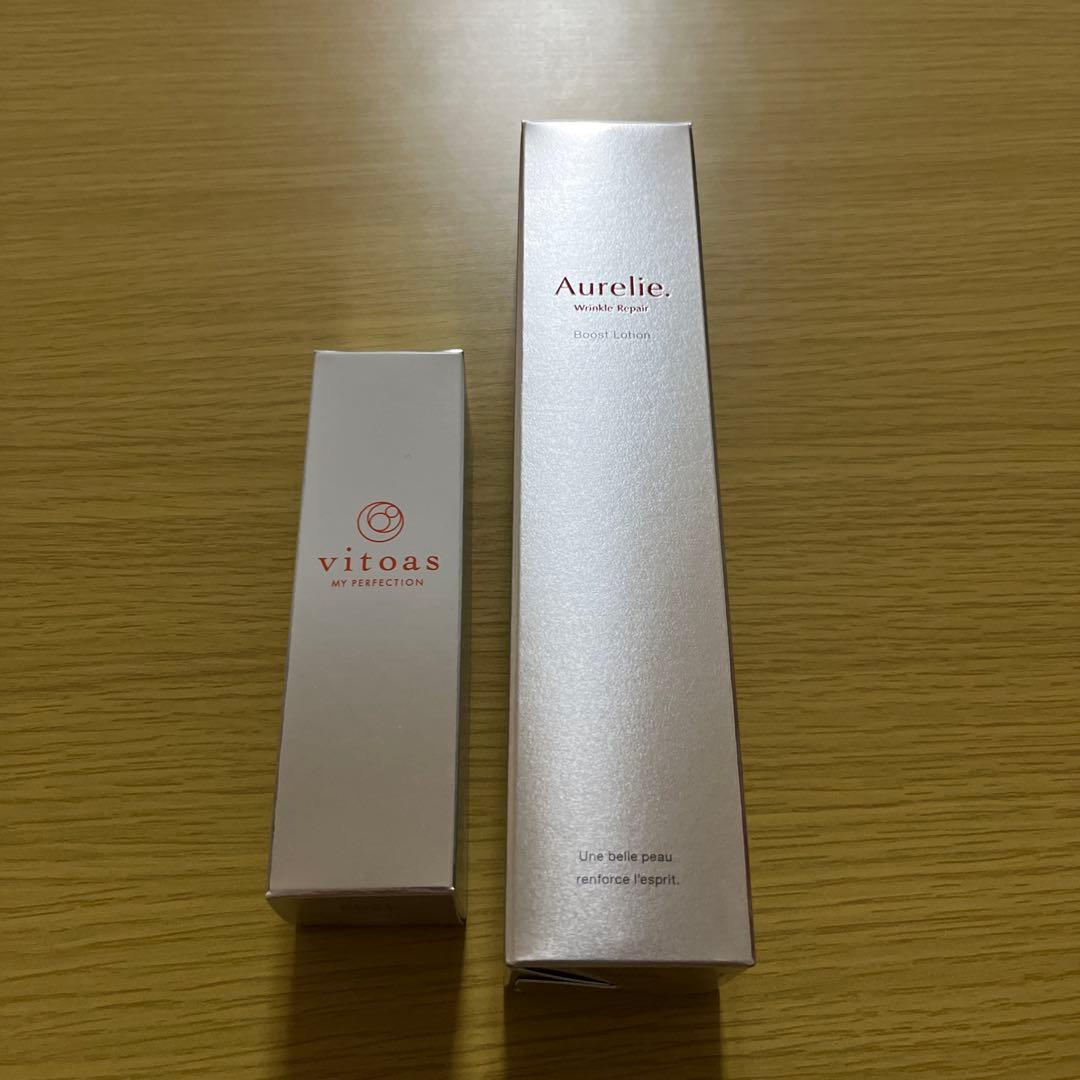 vitoas
MY PERFECTION
Aurelie.
Wrinkle Repair
Boost Lotion
Une belle peau
renforce l'esprit.